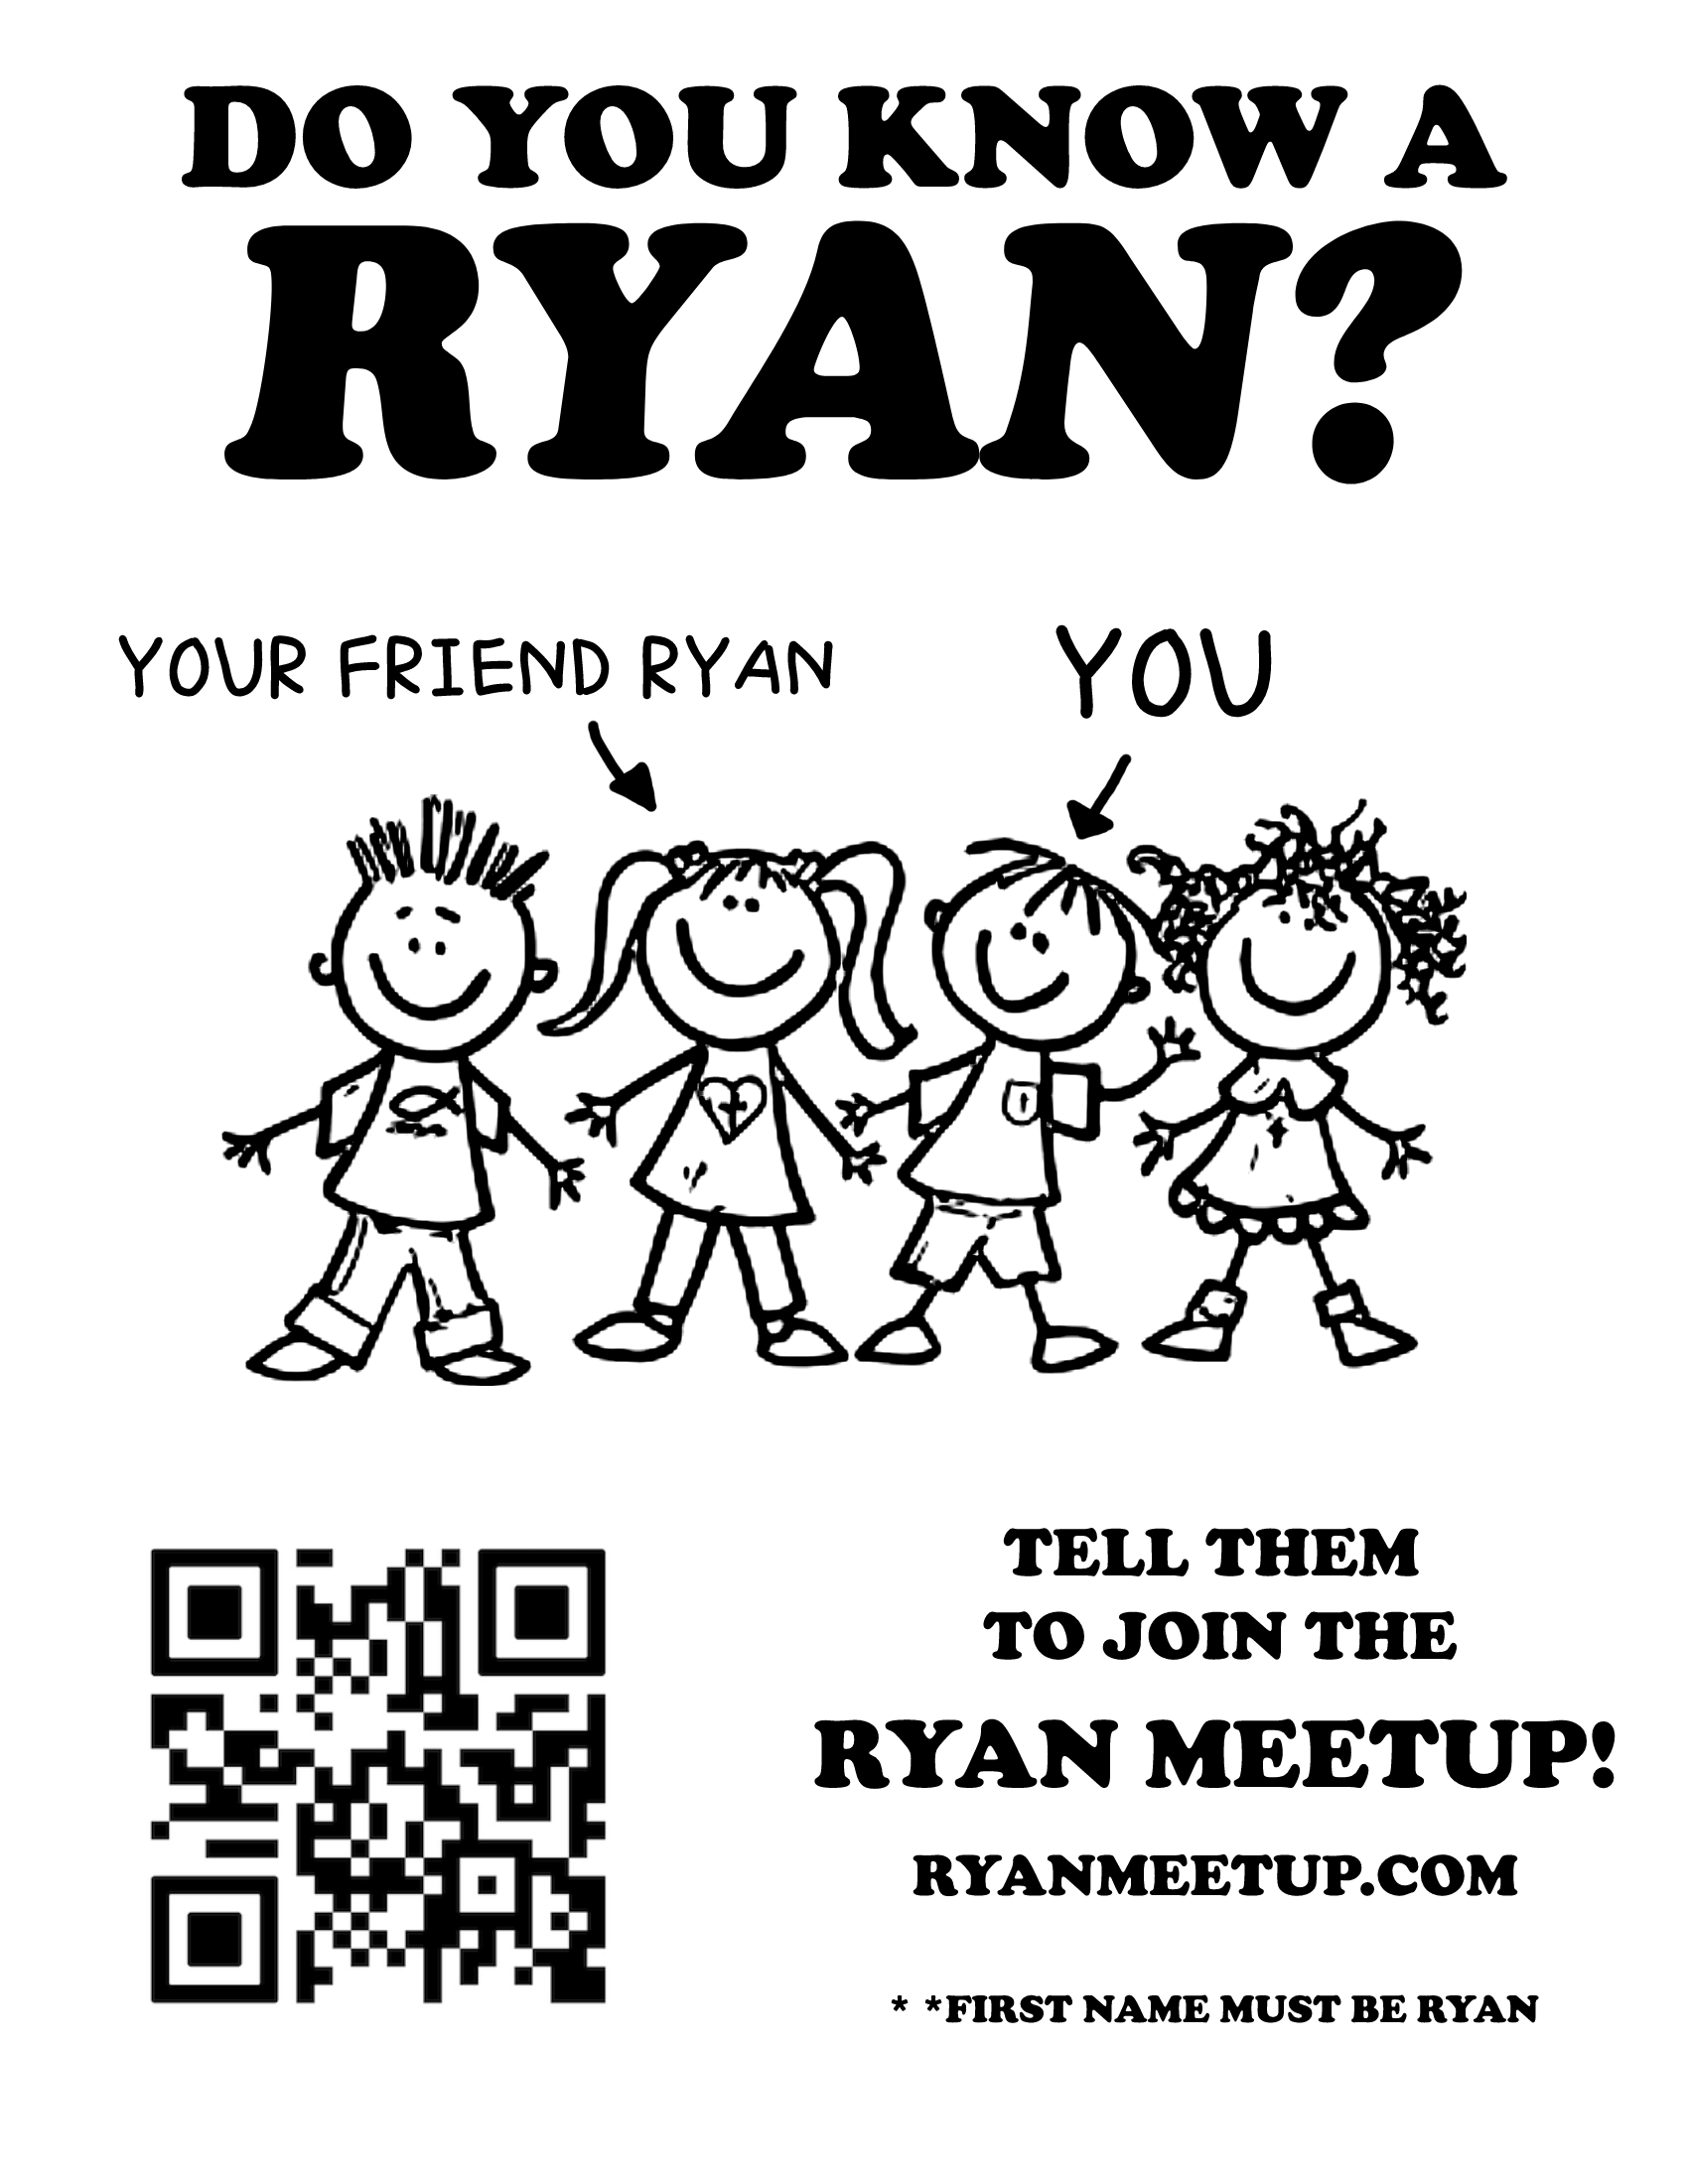 DO YOU KNOW A
RYAN?
YOUR FRIEND RYAN
YOU
TELL THEM
TO JOIN THE
RYAN MEETUP!
RYANMEETUP.COM
* *FIRST NAME MUST BE RYAN